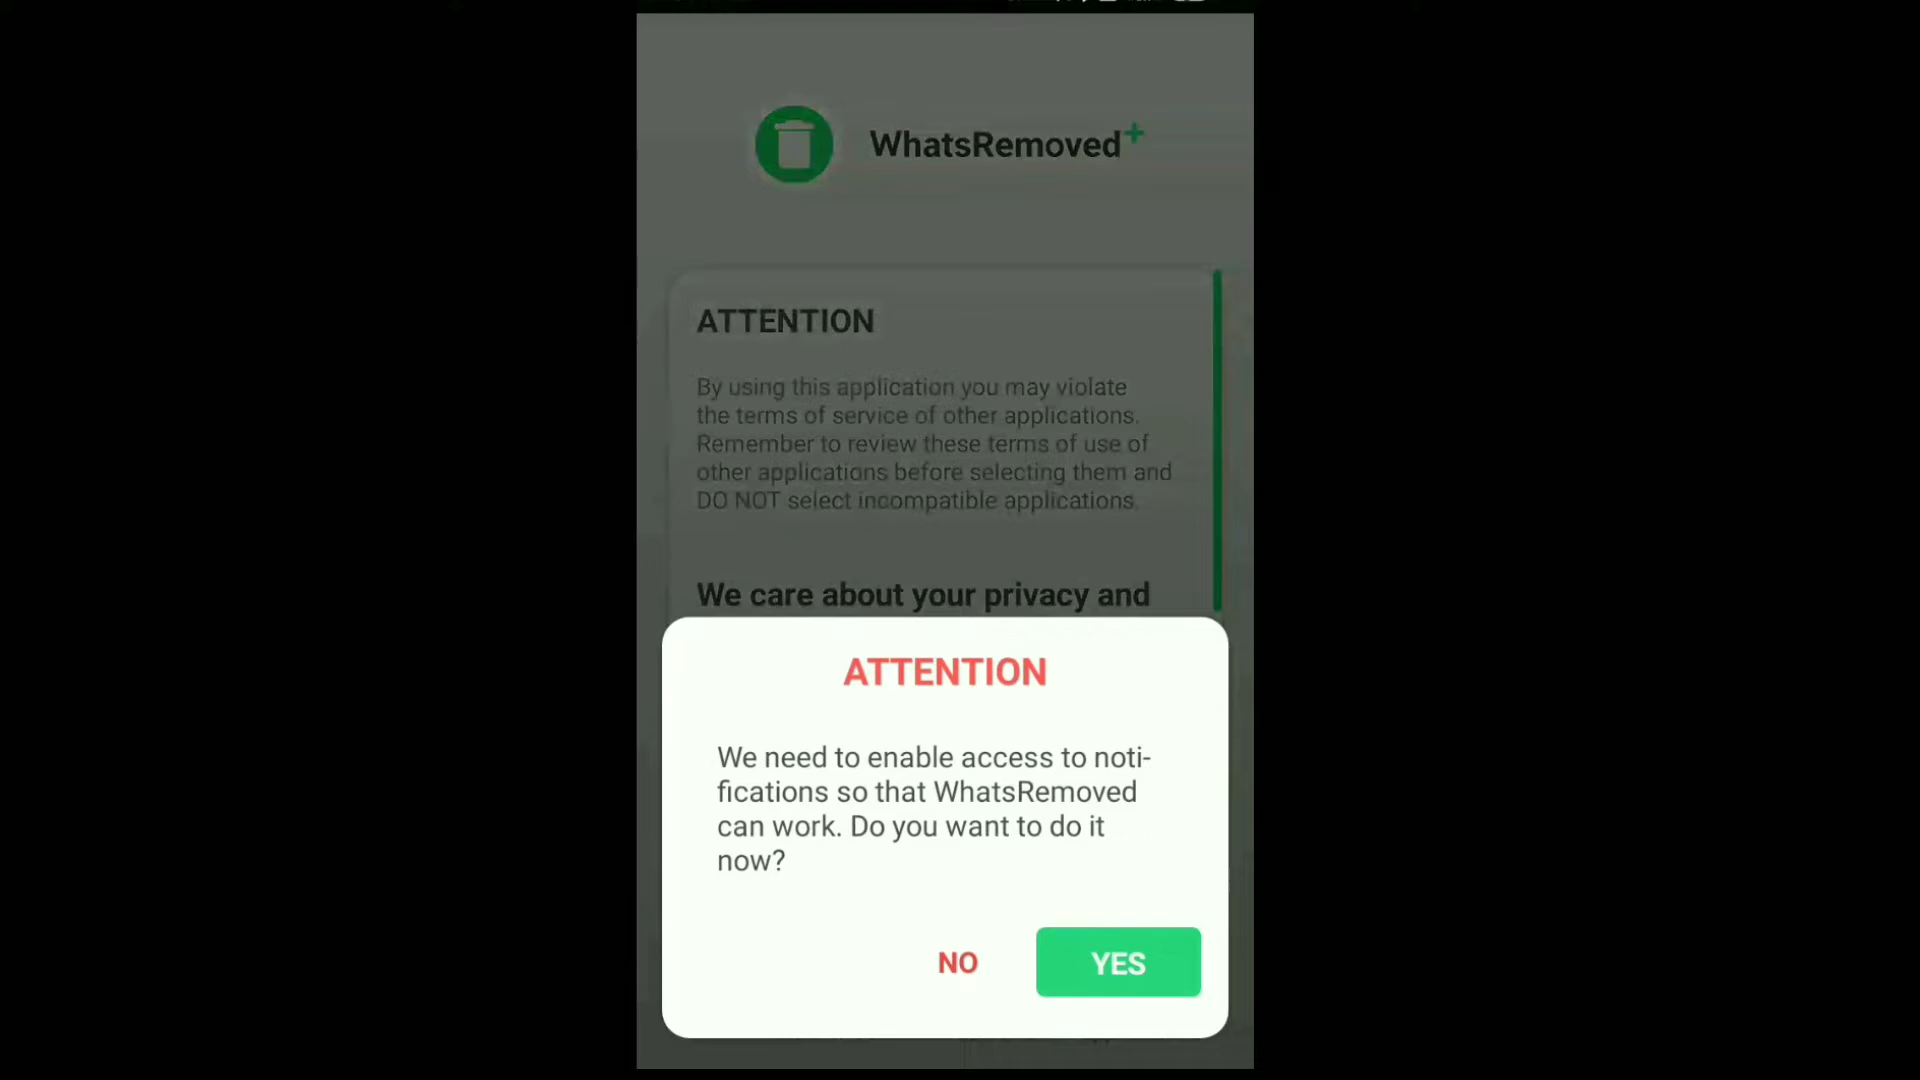 WhatsRemoved+
ATTENTION
By using this application you may violate
the terms of service of other applications.
Remember to review these terms of use of
other applications before selecting them and
DO NOT select incompatible applications.
We care about your privacy and
ATTENTION
We need to enable access to noti-
fications so that WhatsRemoved
can work. Do you want to do it
now?
NO
YES